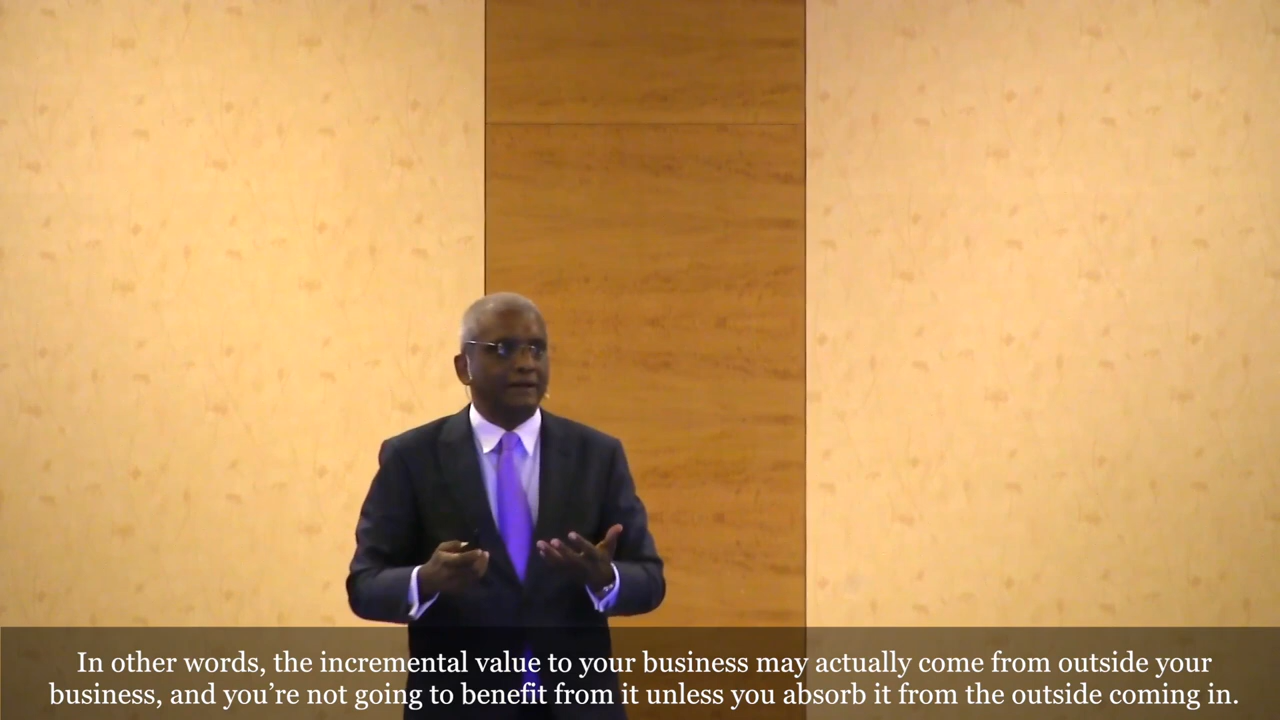 In other words, the incremental value to your business may actually come from outside your
business, and you’re not going to benefit from it unless you absorb it from the outside coming in.